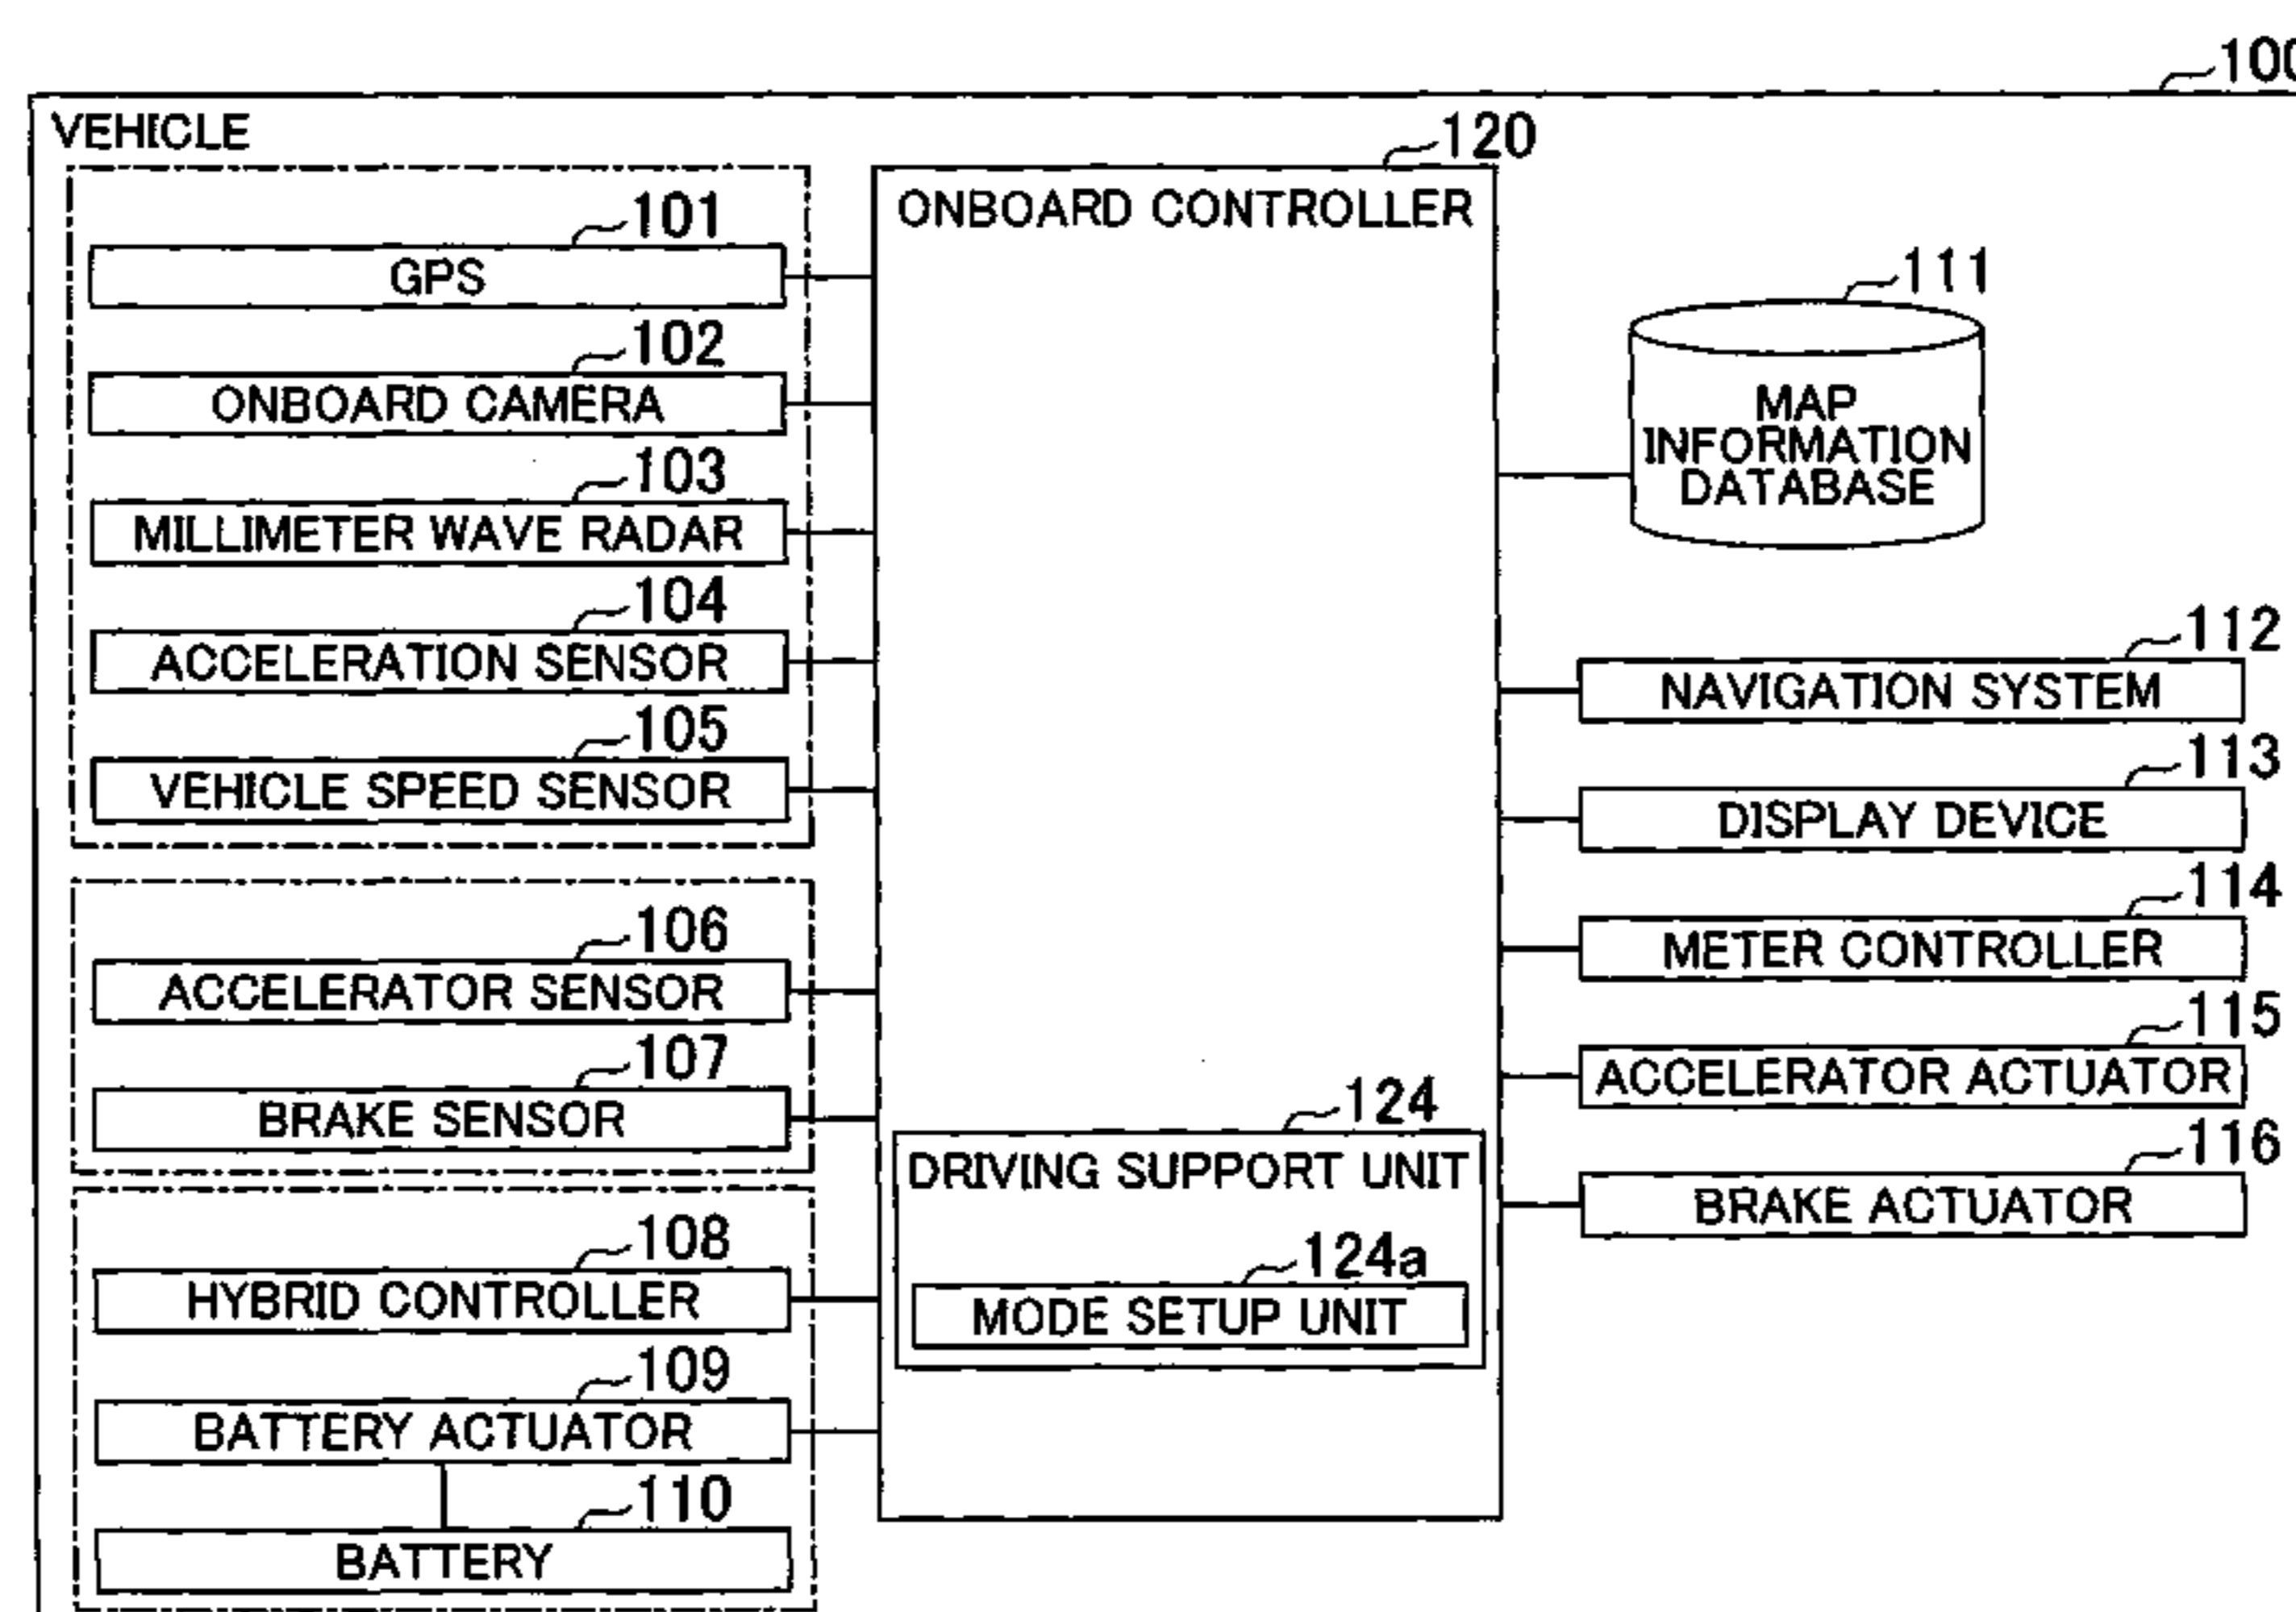 100
VEHICLE
120
ONBOARD CONTROLLER
101
GPS
102
ONBOARD CAMERA
103
MILLIMETER WAVE RADAR
104
ACCELERATION SENSOR
105
VEHICLE SPEED SENSOR
106
ACCELERATOR SENSOR
107
BRAKE SENSOR
108
HYBRID CONTROLLER
109
BATTERY ACTUATOR
110
BATTERY
124
DRIVING SUPPORT UNIT
124a
MODE SETUP UNIT
111
MAP
INFORMATION
DATABASE
112
NAVIGATION SYSTEM
113
DISPLAY DEVICE
114
METER CONTROLLER
115
ACCELERATOR ACTUATOR
116
BRAKE ACTUATOR